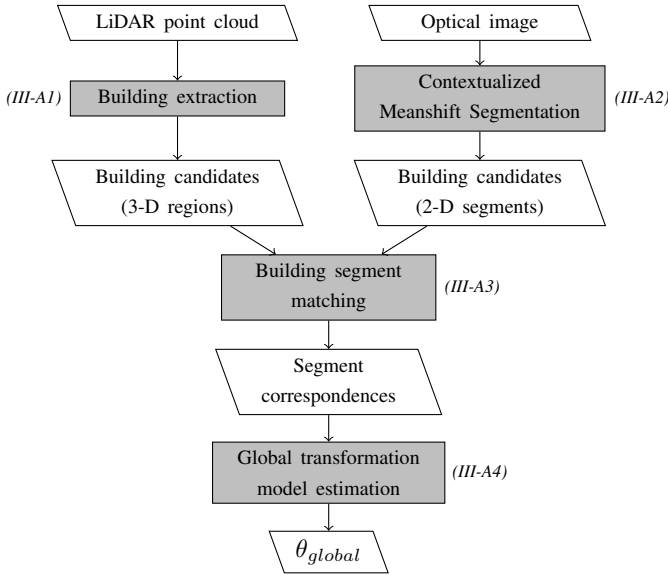 LiDAR point cloud
Optical image
(III-A1)
Building extraction
Contextualized
Meanshift Segmentation
(III-A2)
Building candidates
(3-D regions)
Building candidates
(2-D segments)
Building segment
matching
(III-A3)
Segment
correspondences
Global transformation
model estimation
(III-A4)
θ_global